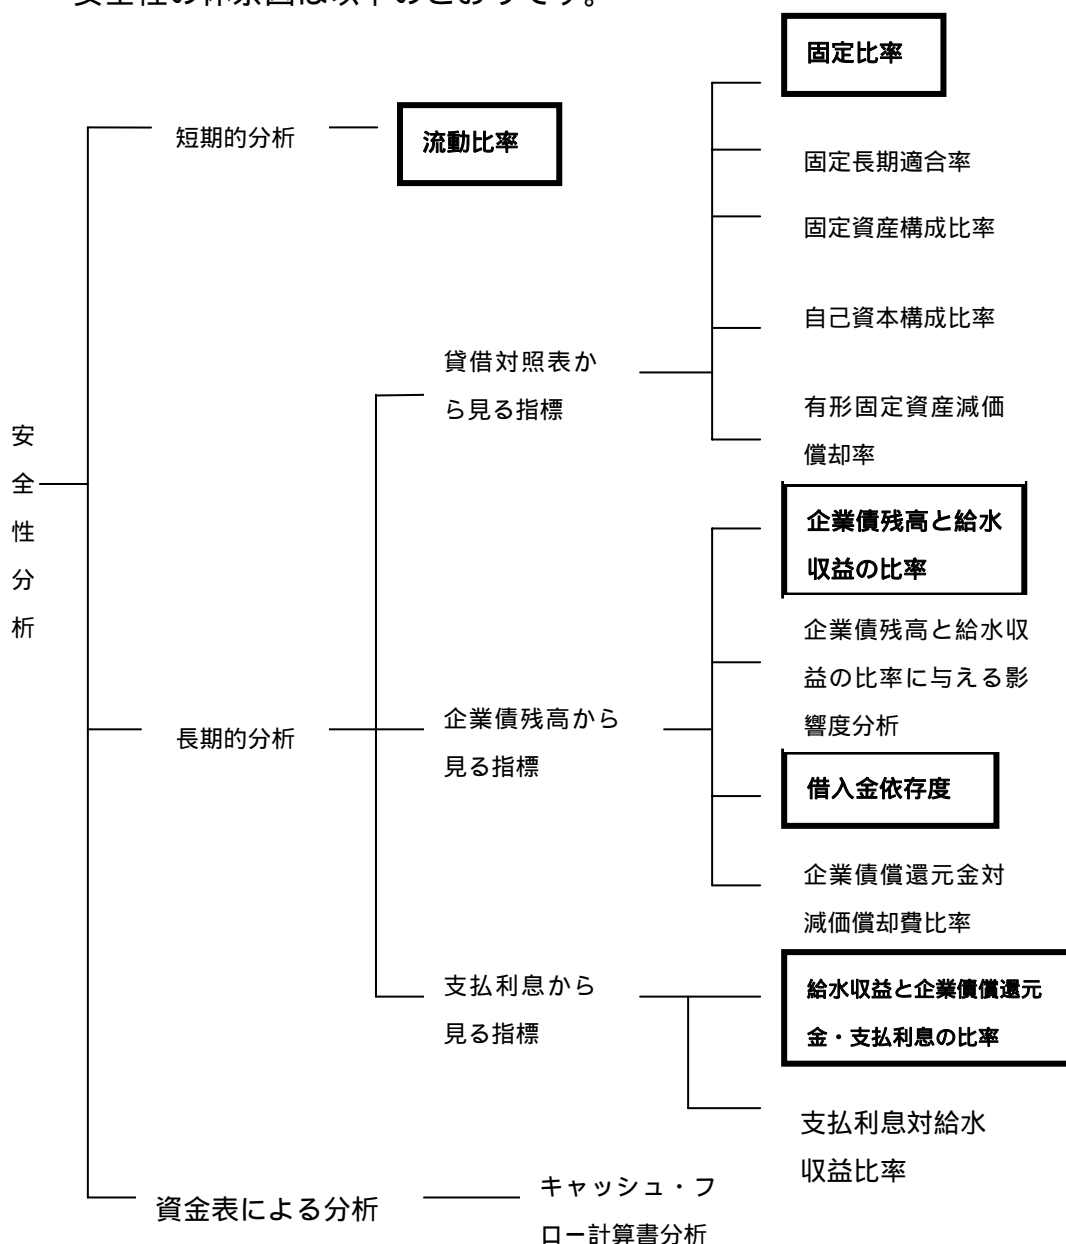 安全性の体系図は以下のとおりです。
固定比率
短期的分析
流動比率
固定長期適合率
固定資産構成比率
自己資本構成比率
貸借対照表か
ら見る指標
有形固定資産減価
償却率
安
全
性
分
析
企業債残高と給水
収益の比率
企業債残高と給水収
益の比率に与える影
響度分析
長期的分析
企業債残高から
見る指標
借入金依存度
企業債償還元金対
減価償却費比率
支払利息から
見る指標
給水収益と企業債償還元
金・支払利息の比率
支払利息対給水
収益比率
資金表による分析
キャッシュ・フ
ロー計算書分析